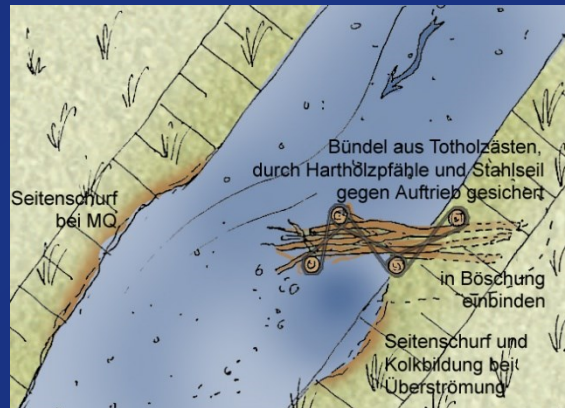 Bündel aus Totholzästen,
durch Hartholzpfähle und Stahlseil
gegen Auftrieb gesichert
Seitenschurf
bei MQ
in Böschung
einbinden
Seitenschurf und
Kolkbildung bei
Überströmung